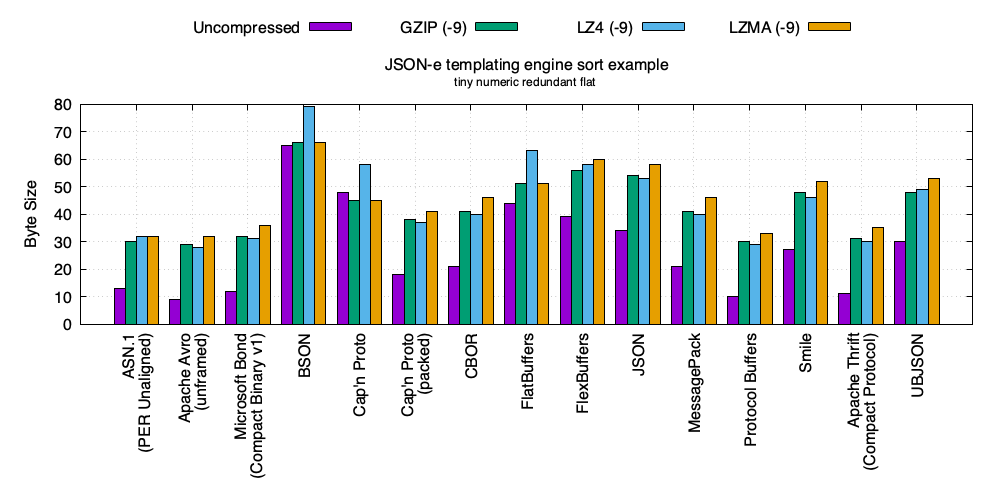 Uncompressed GZIP (-9) LZ4 (-9) LZMA (-9)
JSON-e templating engine sort example
tiny numeric redundant flat
Byte Size
80
70
60
50
40
30
20
10
0
ASN.1
(PER Unaligned)
Apache Avro
(unframed)
Microsoft Bond
(Compact Binary v1)
BSON
Cap'n Proto
Cap'n Proto
(packed)
CBOR
FlatBuffers
FlexBuffers
JSON
MessagePack
Protocol Buffers
Smile
Apache Thrift
(Compact Protocol)
UBJSON